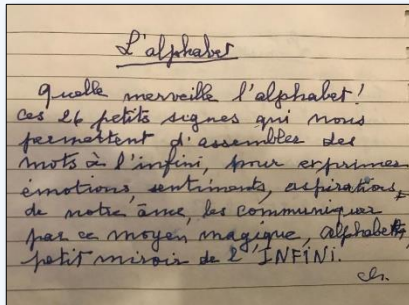 L'alphabet
Quelle merveille l'alphabet!
ces 26 petits signes qui nous
permettent d'assembler des
mots à l'infini, pour exprimer
émotions, sentiments, aspirations,
de notre âme, les communiquer
par ce moyen magique, alphabet,
petit miroir de l'INFINI.
Ch.